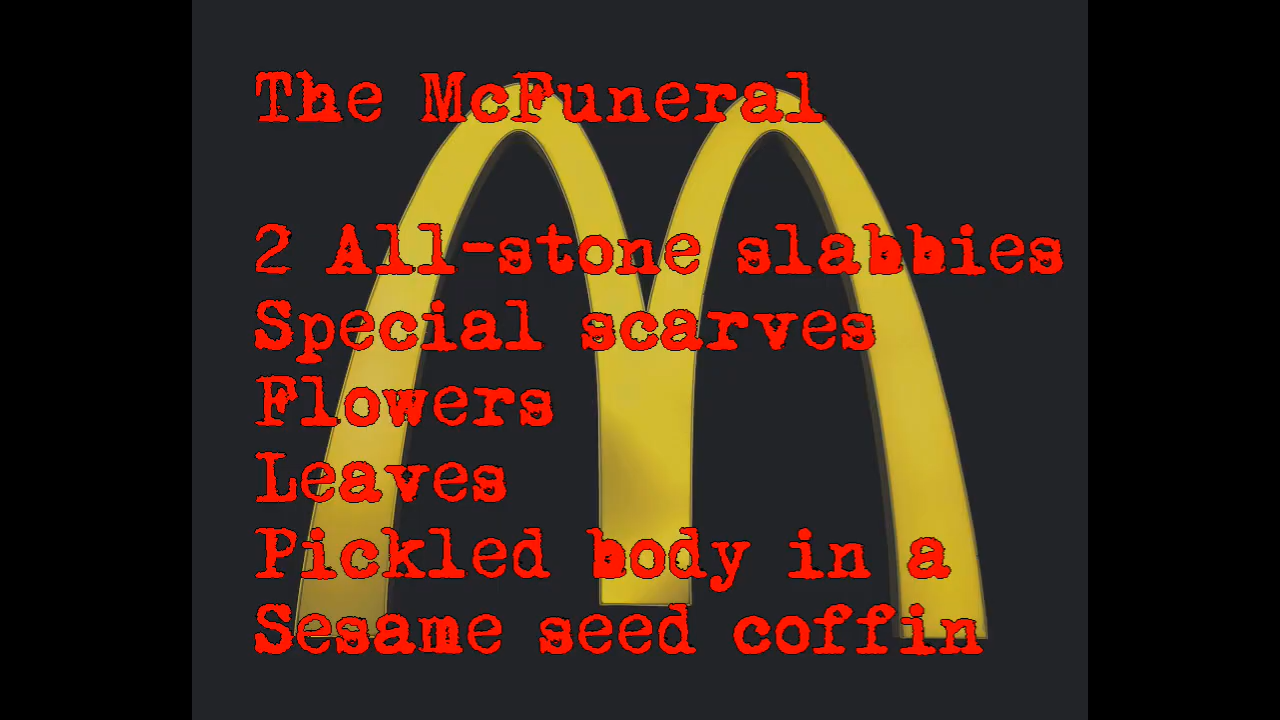 The McFuneral
2 All-stone slabbies
Special scarves
Flowers
Leaves
Pickled body in a
Sesame seed coffin